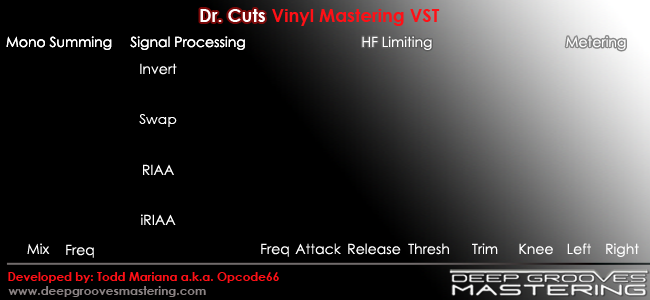 Dr. Cuts Vinyl Mastering VST
Mono Summing Signal Processing HF Limiting Metering
Invert
Swap
RIAA
iRIAA
Mix Freq Freq Attack Release Thresh Trim Knee Left Right
Developed by: Todd Mariana a.k.a. Opcode66
www.deepgroovesmastering.com
DEEP GROOVES
MASTERING